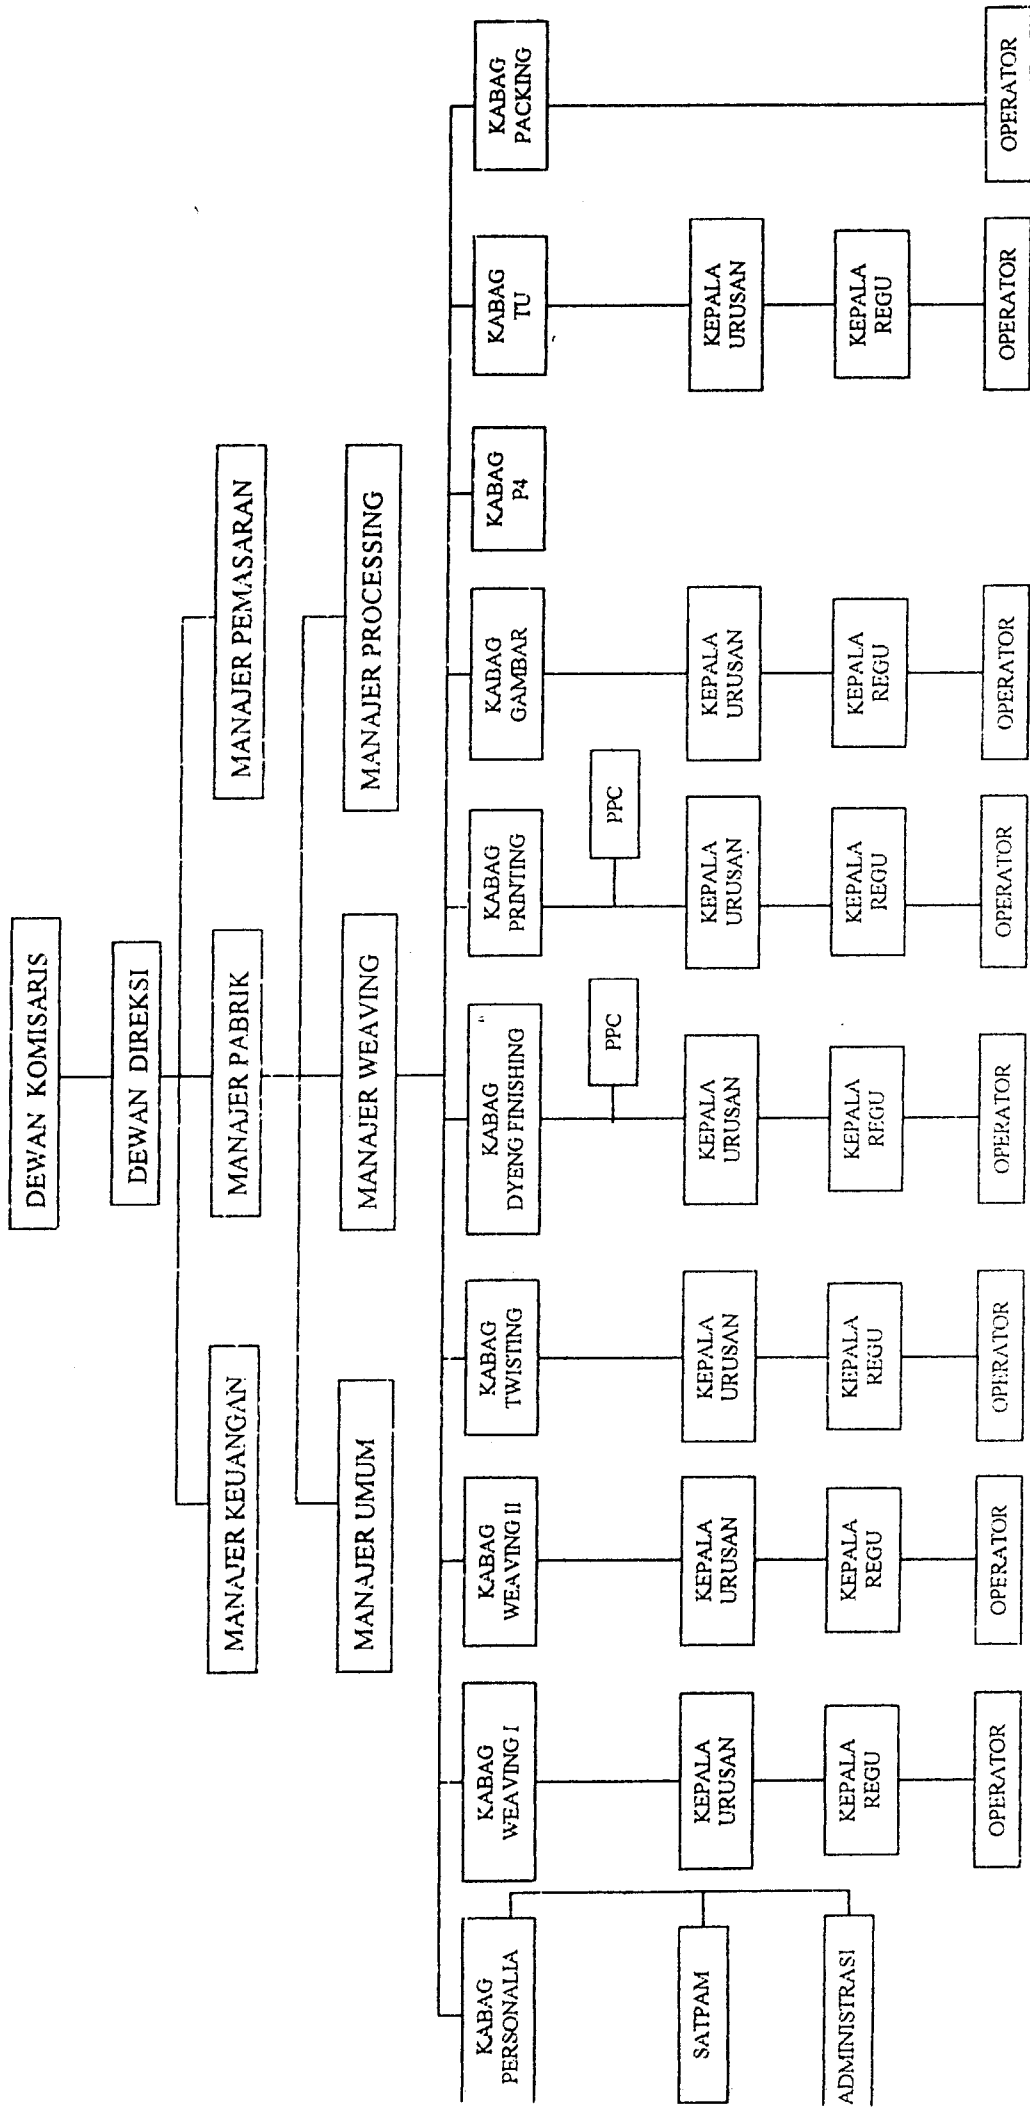 DEWAN KOMISARIS
DEWAN DIREKSI
MANAJER KEUANGAN
MANAJER PABRIK
MANAJER PEMASARAN
MANAJER UMUM
MANAJER WEAVING
MANAJER PROCESSING
KABAG
PERSONALIA
KABAG
WEAVING I
KABAG
WEAVING II
KABAG
TWISTING
KABAG
DYENG FINISHING
KABAG
PRINTING
KABAG
GAMBAR
KABAG
P4
KABAG
TU
KABAG
PACKING
PPC
PPC
SATPAM
KEPALA
URUSAN
KEPALA
URUSAN
KEPALA
URUSAN
KEPALA
URUSAN
KEPALA
URUSAN
KEPALA
URUSAN
KEPALA
URUSAN
ADMINISTRASI
KEPALA
REGU
KEPALA
REGU
KEPALA
REGU
KEPALA
REGU
KEPALA
REGU
KEPALA
REGU
KEPALA
REGU
OPERATOR
OPERATOR
OPERATOR
OPERATOR
OPERATOR
OPERATOR
OPERATOR
OPERATOR